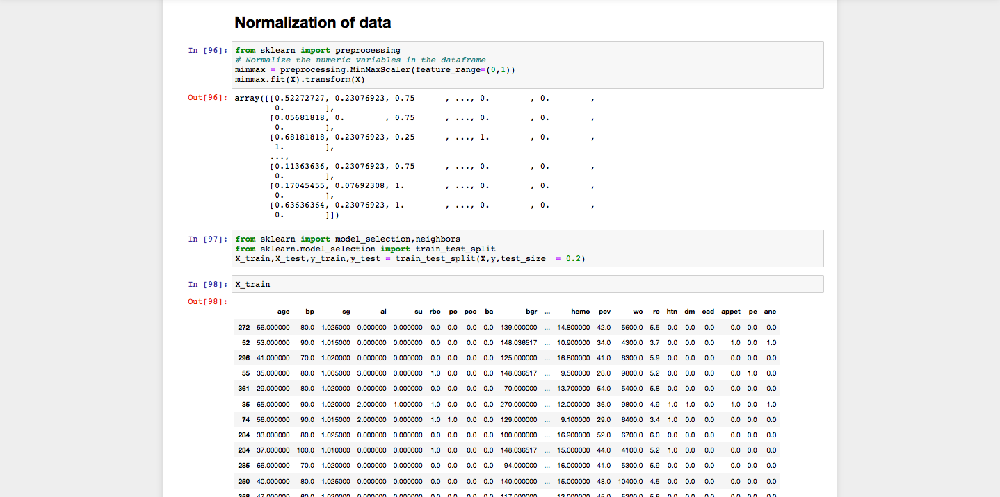 Normalization of data
In [96]: from sklearn import preprocessing
# Normalize the numeric variables in the dataframe
minmax = preprocessing.MinMaxScaler(feature_range=(0,1))
minmax.fit(X).transform(X)
Out[96]: array([[0.52272727, 0.23076923, 0.75      , ..., 0.        , 0.        ,
0.        ],
[0.05681818, 0.        , 0.75      , ..., 0.        , 0.        ,
0.        ],
[0.68181818, 0.23076923, 0.25      , ..., 1.        , 0.        ,
1.        ],
...,
[0.11363636, 0.23076923, 0.75      , ..., 0.        , 0.        ,
0.        ],
[0.17045455, 0.07692308, 1.        , ..., 0.        , 0.        ,
0.        ],
[0.63636364, 0.23076923, 1.        , ..., 0.        , 0.        ,
0.        ]])
In [97]: from sklearn import model_selection,neighbors
from sklearn.model_selection import train_test_split
X_train,X_test,y_train,y_test = train_test_split(X,y,test_size  = 0.2)
In [98]: X_train
Out[98]:
age bp sg al su rbc pc pcc ba bgr ... hemo pcv wc rc htn dm cad appet pe ane
272 56.000000 80.0 1.025000 0.000000 0.000000 0.0 0.0 0.0 0.0 139.000000 ... 14.800000 42.0 5600.0 5.5 0.0 0.0 0.0 0.0 0.0 0.0
52 53.000000 90.0 1.015000 0.000000 0.000000 0.0 0.0 0.0 0.0 148.036517 ... 10.900000 34.0 4300.0 3.7 0.0 0.0 0.0 1.0 0.0 1.0
296 41.000000 70.0 1.020000 0.000000 0.000000 0.0 0.0 0.0 0.0 125.000000 ... 16.800000 41.0 6300.0 5.9 0.0 0.0 0.0 0.0 0.0 0.0
55 35.000000 80.0 1.005000 3.000000 0.000000 1.0 0.0 0.0 0.0 148.036517 ... 9.500000 28.0 9800.0 5.2 0.0 0.0 0.0 0.0 1.0 0.0
361 29.000000 80.0 1.020000 0.000000 0.000000 0.0 0.0 0.0 0.0 70.000000 ... 13.700000 54.0 5400.0 5.8 0.0 0.0 0.0 0.0 0.0 0.0
35 65.000000 90.0 1.020000 2.000000 1.000000 1.0 0.0 0.0 0.0 270.000000 ... 12.000000 36.0 9800.0 4.9 1.0 1.0 0.0 1.0 0.0 1.0
74 56.000000 90.0 1.015000 2.000000 0.000000 1.0 1.0 0.0 0.0 129.000000 ... 9.100000 29.0 6400.0 3.4 1.0 0.0 0.0 0.0 0.0 0.0
284 33.000000 80.0 1.025000 0.000000 0.000000 0.0 0.0 0.0 0.0 100.000000 ... 16.900000 52.0 6700.0 6.0 0.0 0.0 0.0 0.0 0.0 0.0
234 37.000000 100.0 1.010000 0.000000 0.000000 1.0 0.0 0.0 0.0 148.036517 ... 15.000000 44.0 4100.0 5.2 1.0 0.0 0.0 0.0 0.0 0.0
285 66.000000 70.0 1.020000 0.000000 0.000000 0.0 0.0 0.0 0.0 94.000000 ... 16.000000 41.0 5300.0 5.9 0.0 0.0 0.0 0.0 0.0 0.0
250 40.000000 80.0 1.025000 0.000000 0.000000 0.0 0.0 0.0 0.0 140.000000 ... 15.000000 48.0 10400.0 4.5 0.0 0.0 0.0 0.0 0.0 0.0